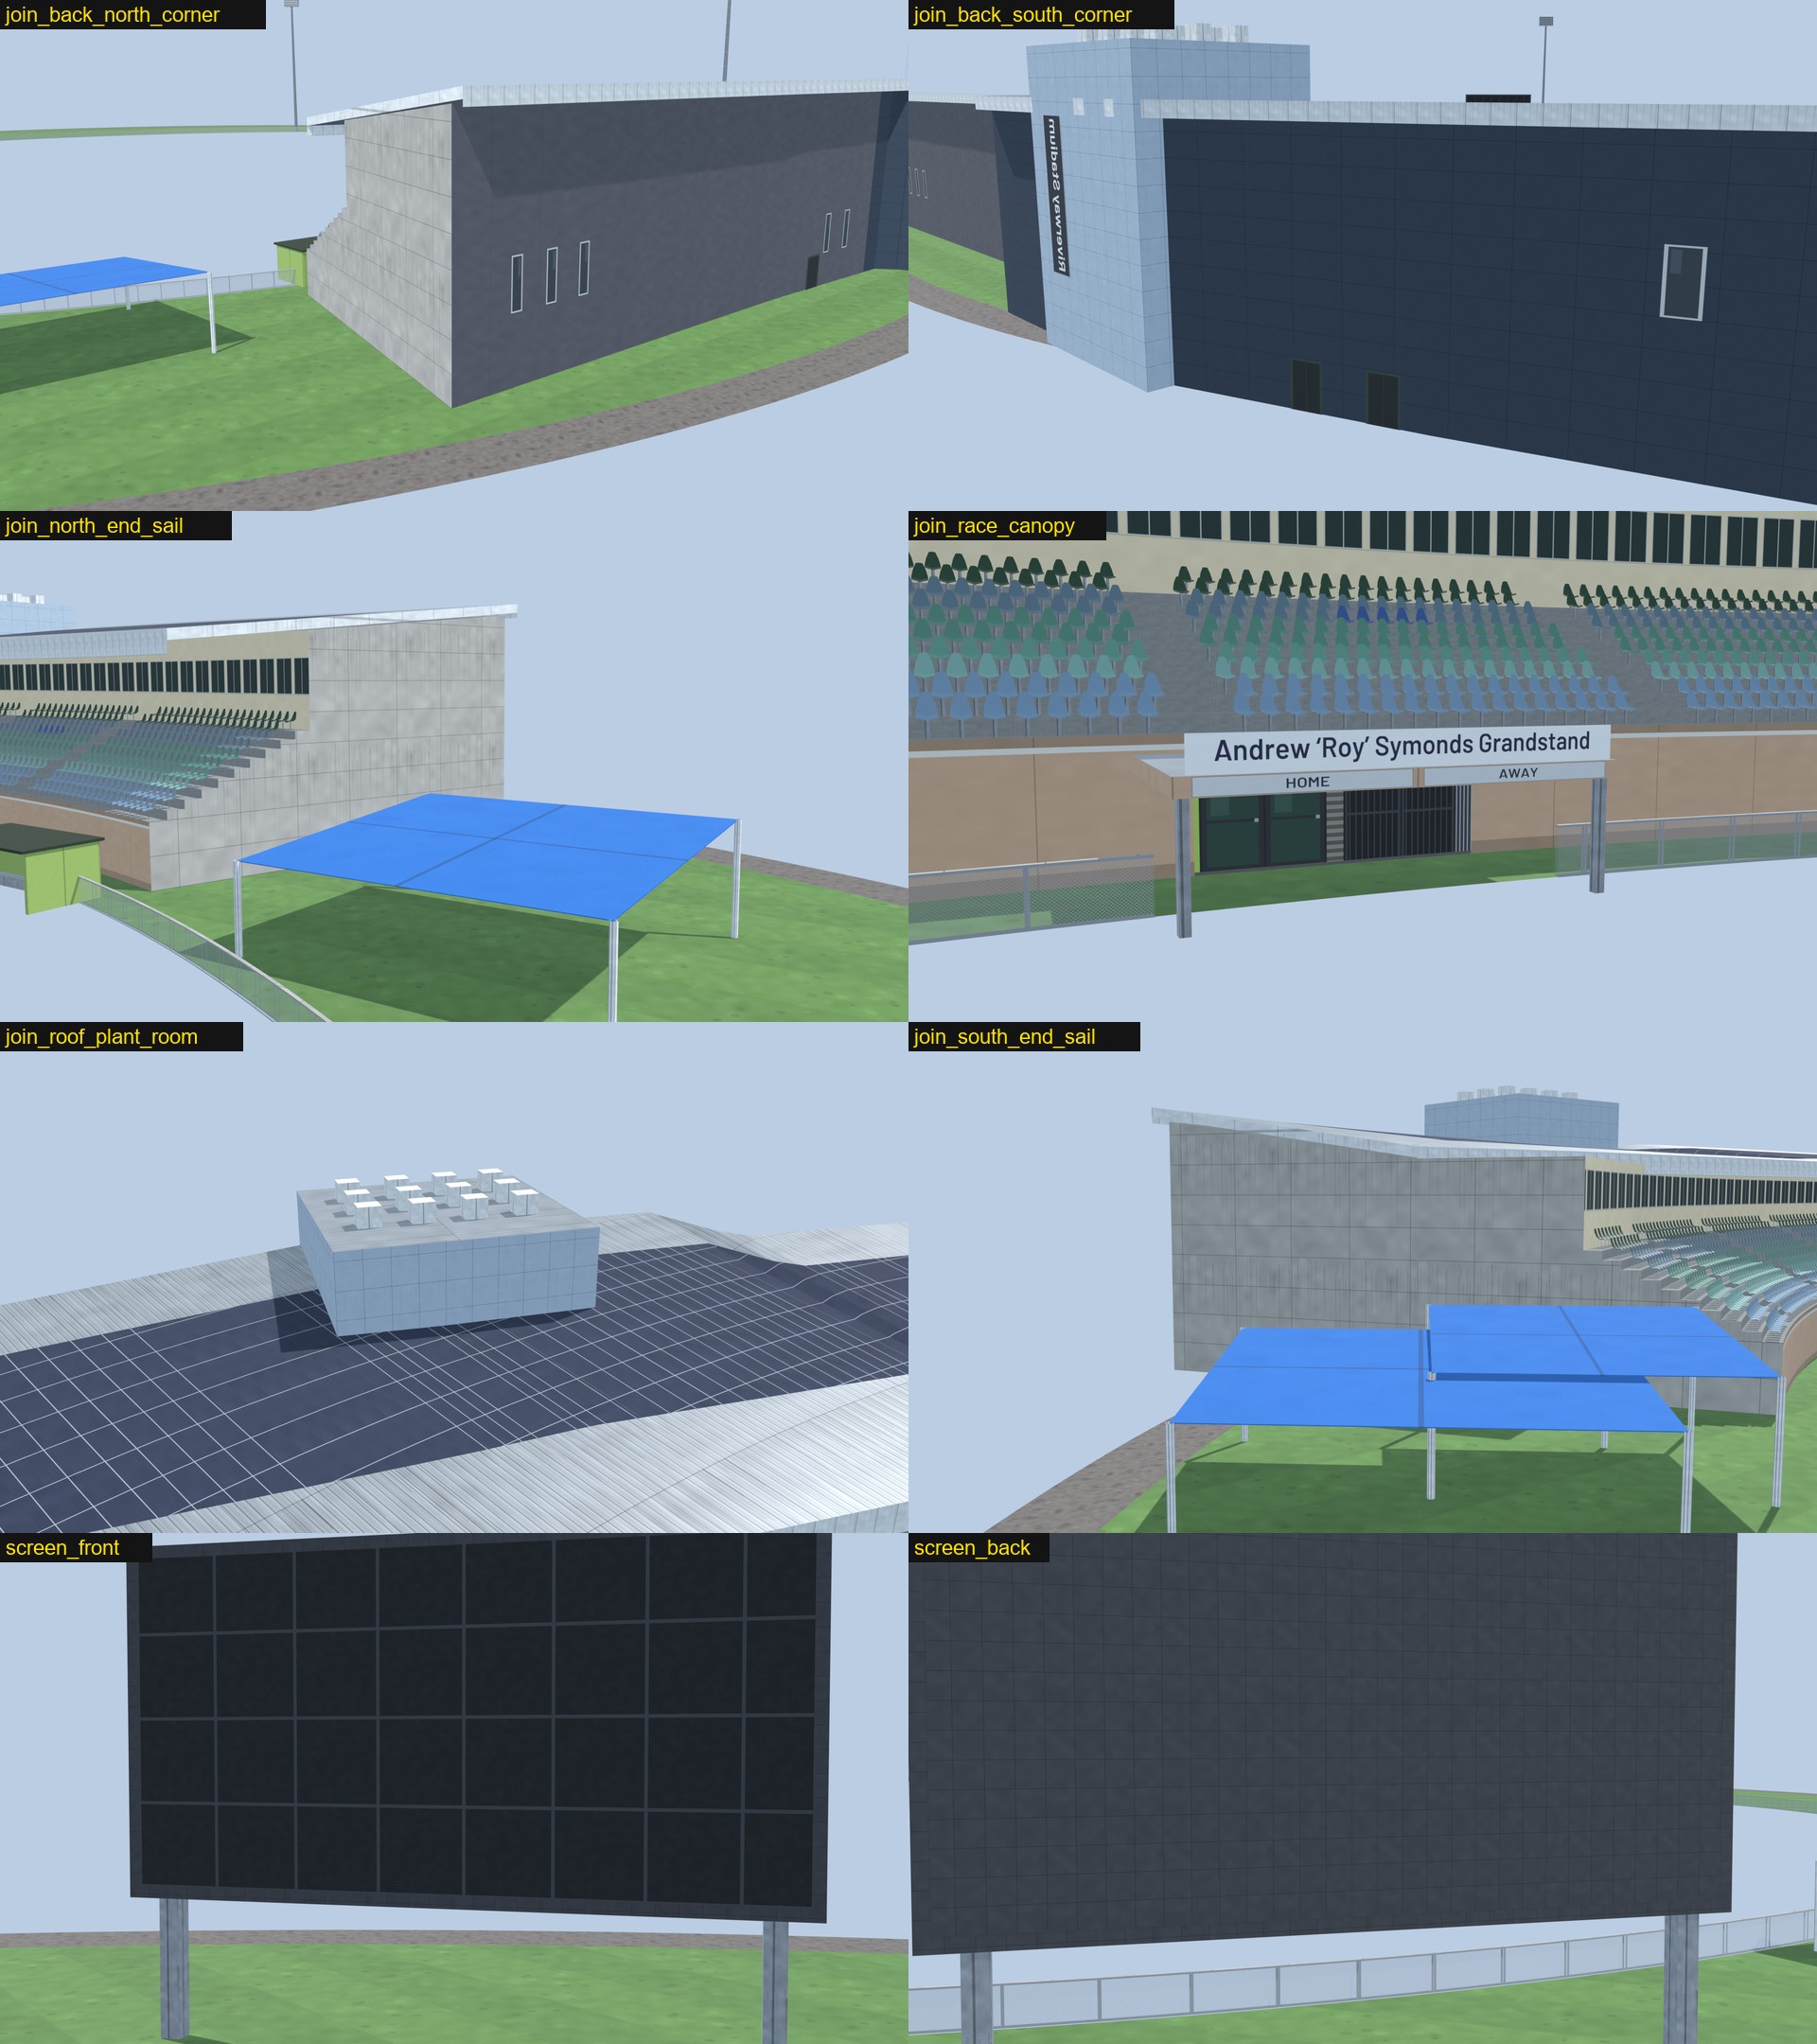 join_back_north_corner
join_back_south_corner
Riverway Stadium
join_north_end_sail
join_race_canopy
Andrew ‘Roy’ Symonds Grandstand
HOME
AWAY
join_roof_plant_room
join_south_end_sail
screen_front
screen_back